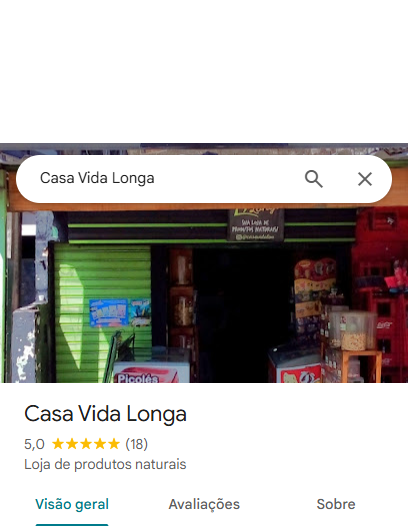 Casa Vida Longa
SUA LOJA DE
PRODUTOS NATURAIS
Picolés
Casa Vida Longa
5,0 (18)
Loja de produtos naturais
Visão geral
Avaliações
Sobre